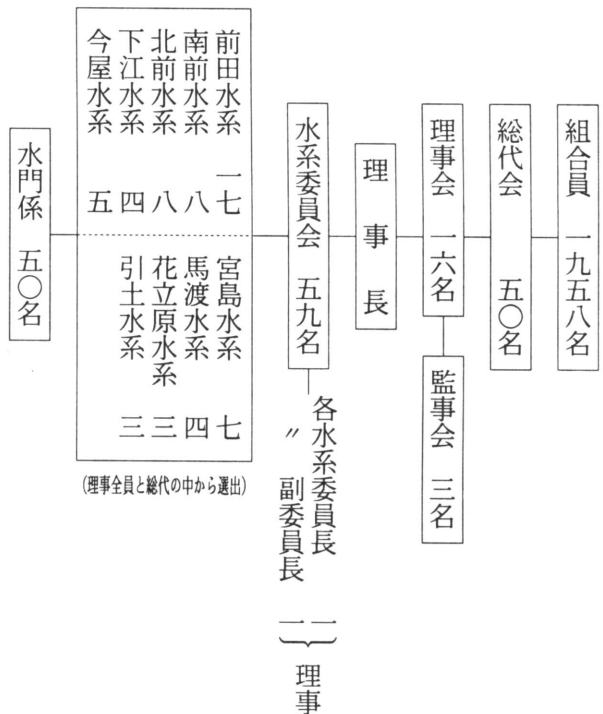 組合員　一九五八名
総代会　五〇名
理事会　一六名
監事会　三名
理事長
水系委員会　五九名
各水系委員長　一
〃　副委員長　一
理事
前田水系　一七
南前水系　八
北前水系　八
下江水系　四
今屋水系　五
宮島水系　七
馬渡水系　四
花立原水系　三
引土水系　三
(理事全員と総代の中から選出)
水門係　五〇名